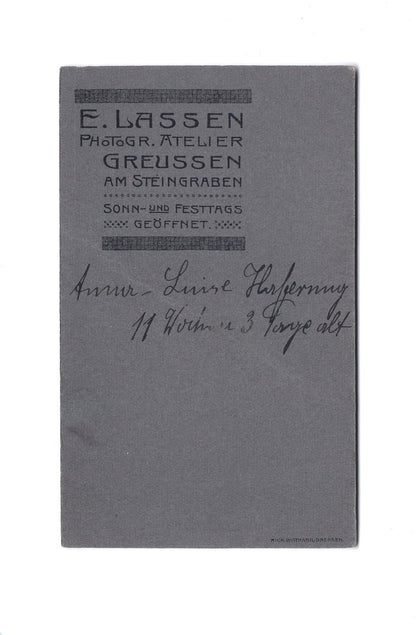 E. LASSEN
PHOTOGR. ATELIER
GREUSSEN
AM STEINGRABEN
SONN- UND FESTTAGS
GEÖFFNET.
Anna-Luise
11 Wochen 3 Tage alt